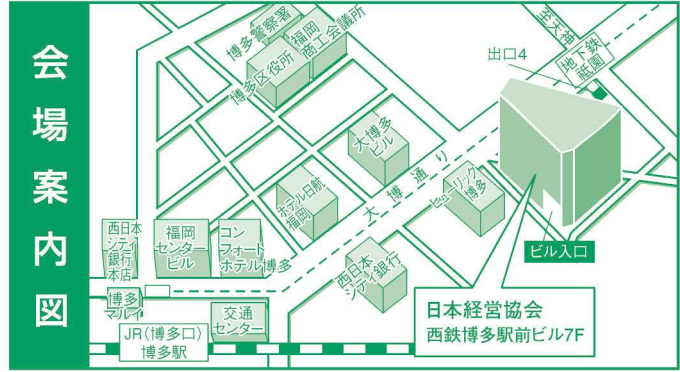 会場案内図
博多警察署
福岡
商工会議所
博多区役所
至天神
地下鉄
祇園
出口4
大博多
ビル
大博通り
ヒューリック
博多
ホテル日航
福岡
西日本
シティ
銀行
本店
福岡
センター
ビル
コン
フォート
ホテル博多
西日本
シティ銀行
ビル入口
博多
マルイ
交通
センター
JR(博多口)
博多駅
日本経営協会
西鉄博多駅前ビル7F